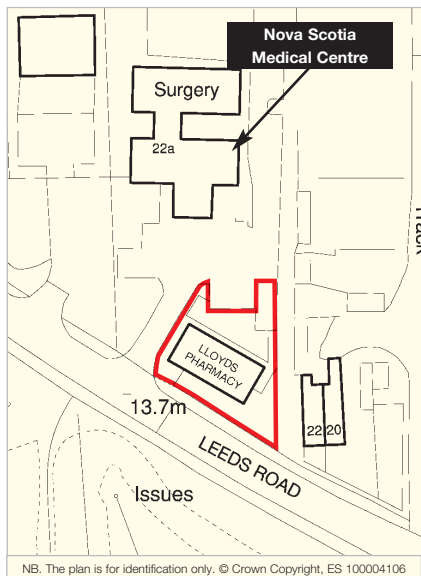 Nova Scotia
Medical Centre
Surgery
22a
Track
LLOYDS
PHARMACY
13.7m
22 20
LEEDS ROAD
Issues
NB. The plan is for identification only. © Crown Copyright, ES 100004106